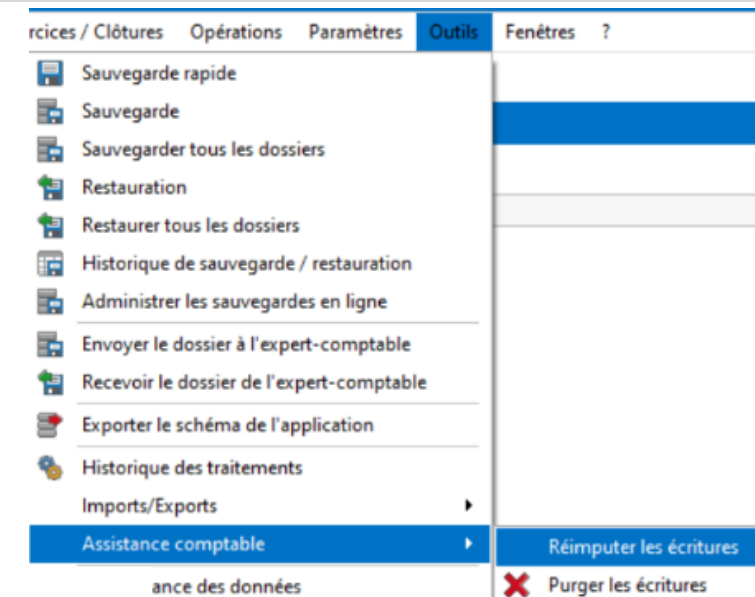 rcices / Clôtures Opérations Paramètres Outils Fenêtres ?
Sauvegarde rapide
Sauvegarde
Sauvegarder tous les dossiers
Restauration
Restaurer tous les dossiers
Historique de sauvegarde / restauration
Administrer les sauvegardes en ligne
Envoyer le dossier à l'expert-comptable
Recevoir le dossier de l'expert-comptable
Exporter le schéma de l'application
Historique des traitements
Imports/Exports
Assistance comptable
Réimputer les écritures
ance des données
Purger les écritures